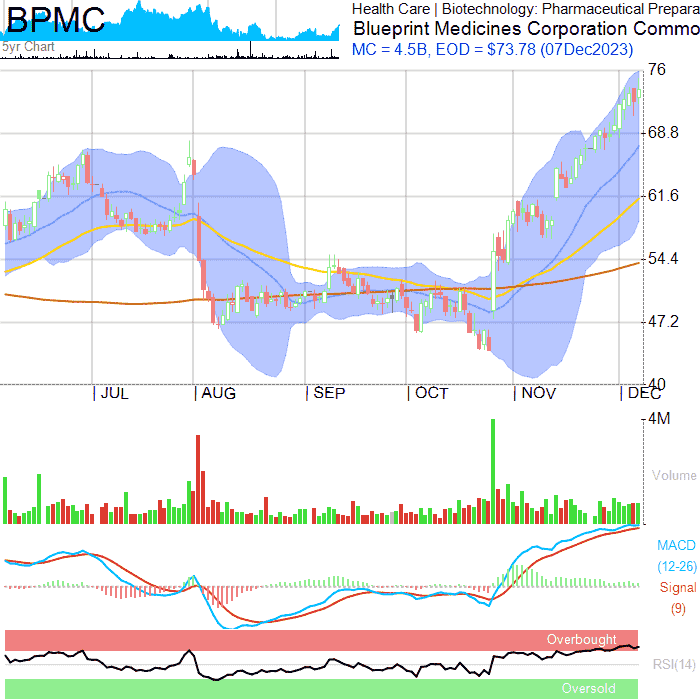 BPMC
5yr Chart
Health Care | Biotechnology: Pharmaceutical Prepara
Blueprint Medicines Corporation Commo
MC = 4.5B, EOD = $73.78 (07Dec2023)
76
68.8
61.6
54.4
47.2
40
JUL AUG SEP OCT NOV DEC
4M
Volume
MACD
(12-26)
Signal
(9)
Overbought
RSI(14)
Oversold